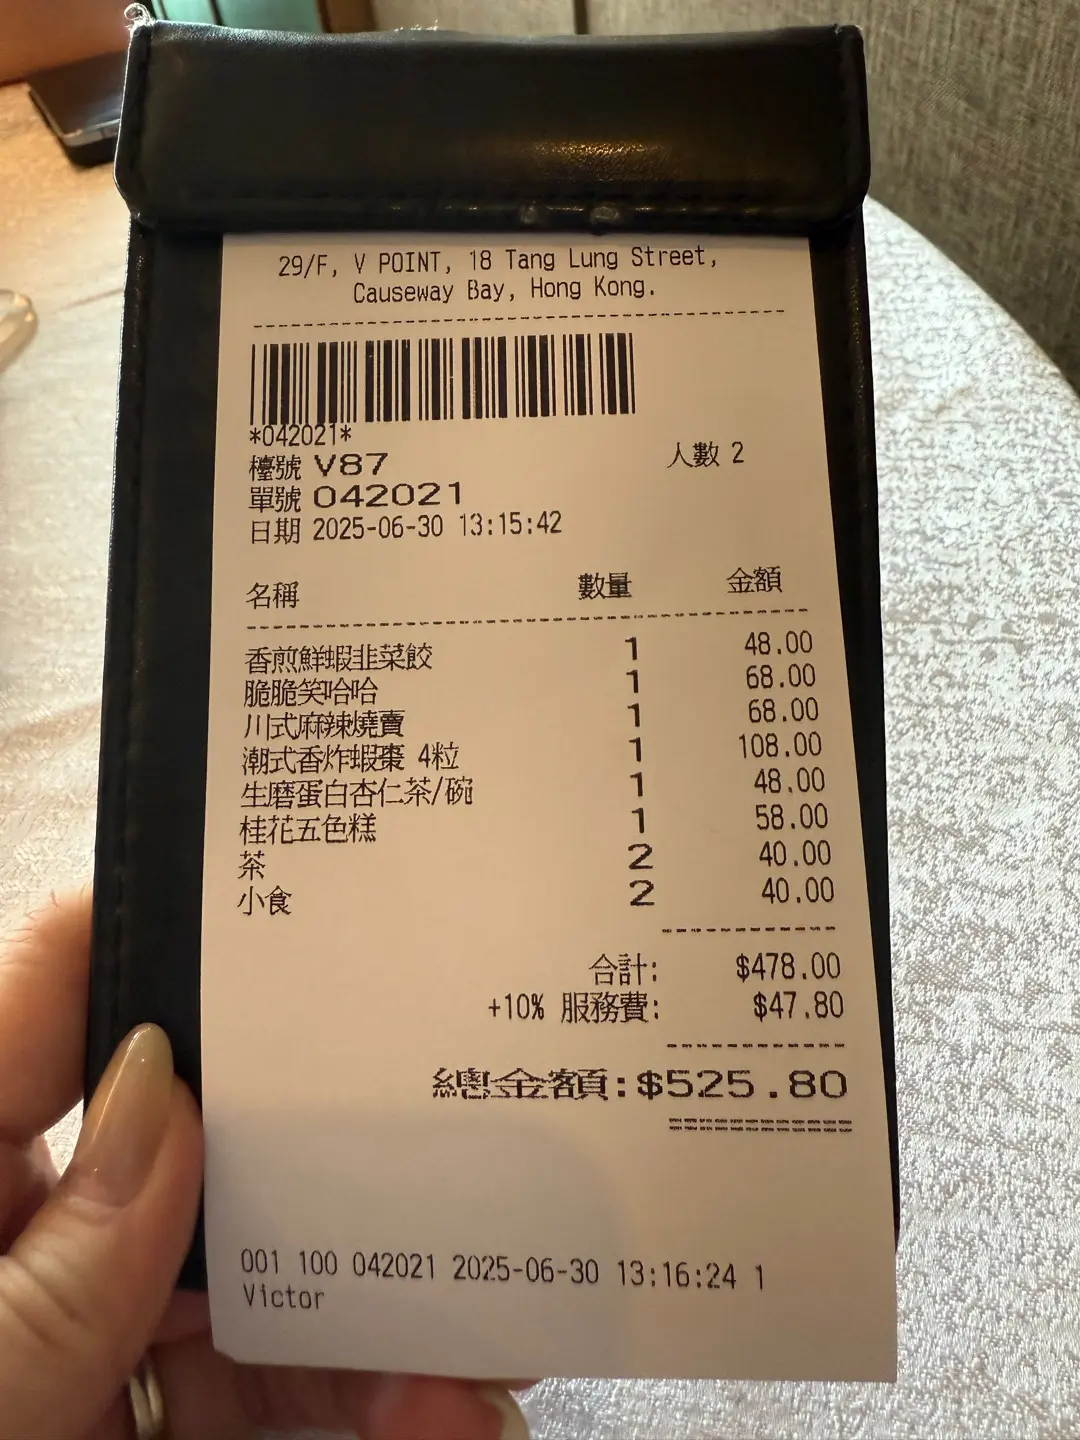 29/F, V POINT, 18 Tang Lung Street,
Causeway Bay, Hong Kong.
*042021*
檯號 V87 人數 2
單號 042021
日期 2025-06-30 13:15:42
名稱 數量 金額
香煎鮮蝦韭菜餃 1 48.00
脆脆笑哈哈 1 68.00
川式麻辣燒賣 1 68.00
潮式香炸蝦棗 4粒 1 108.00
生磨蛋白杏仁茶/碗 1 48.00
桂花五色糕 1 58.00
茶 2 40.00
小食 2 40.00
合計: $478.00
+10% 服務費: $47.80
總金額:$525.80
001 100 042021 2025-06-30 13:16:24 1
Victor